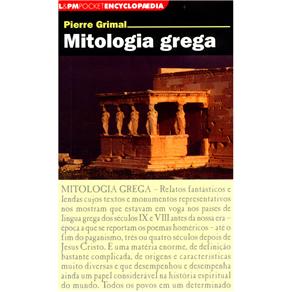 L&PM POCKET ENCYCLOPÆDIA
Pierre Grimal
Mitologia grega
MITOLOGIA GREGA – Relatos fantásticos e
lendas cujos textos e monumentos representativos
nos mostram que estavam em voga nos países
de língua grega dos séculos IX e VIII antes da nossa era –
época a que se reportam os poemas homéricos – até o
fim do paganismo, três ou quatro séculos depois de
Jesus Cristo. É uma matéria enorme, de definição
bastante complicada, de origens e características
muito diversas e que desempenhou e desempenha
ainda um papel considerável na história espiritual
do mundo. Todos os povos em um determinado